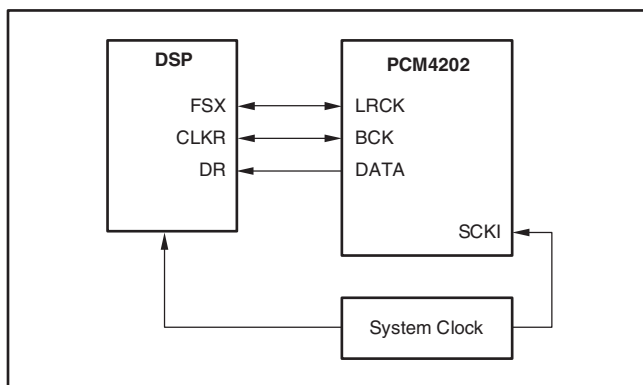 DSP
FSX
CLKR
DR
PCM4202
LRCK
BCK
DATA
SCKI
System Clock